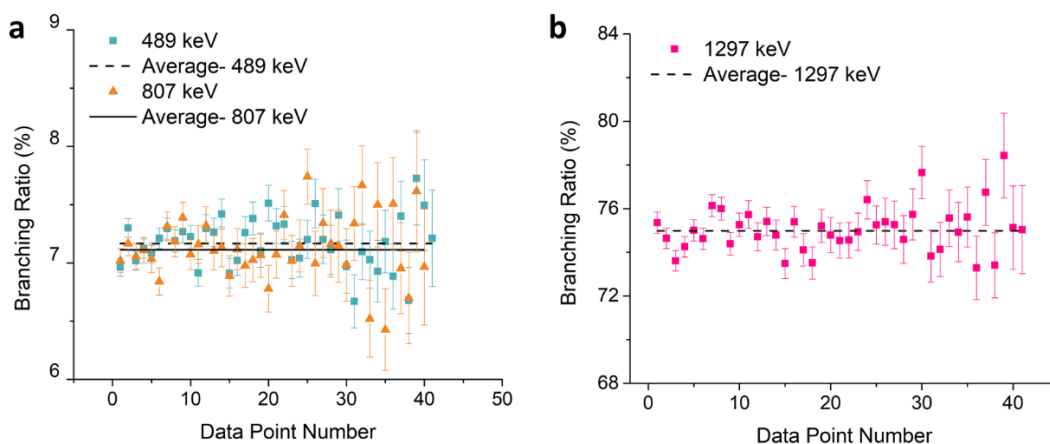 a
489 keV
Average- 489 keV
807 keV
Average- 807 keV
9
8
7
6
Branching Ratio (%)
0
10
20
30
40
50
Data Point Number
b
1297 keV
Average- 1297 keV
84
80
76
72
68
Branching Ratio (%)
0
10
20
30
40
Data Point Number